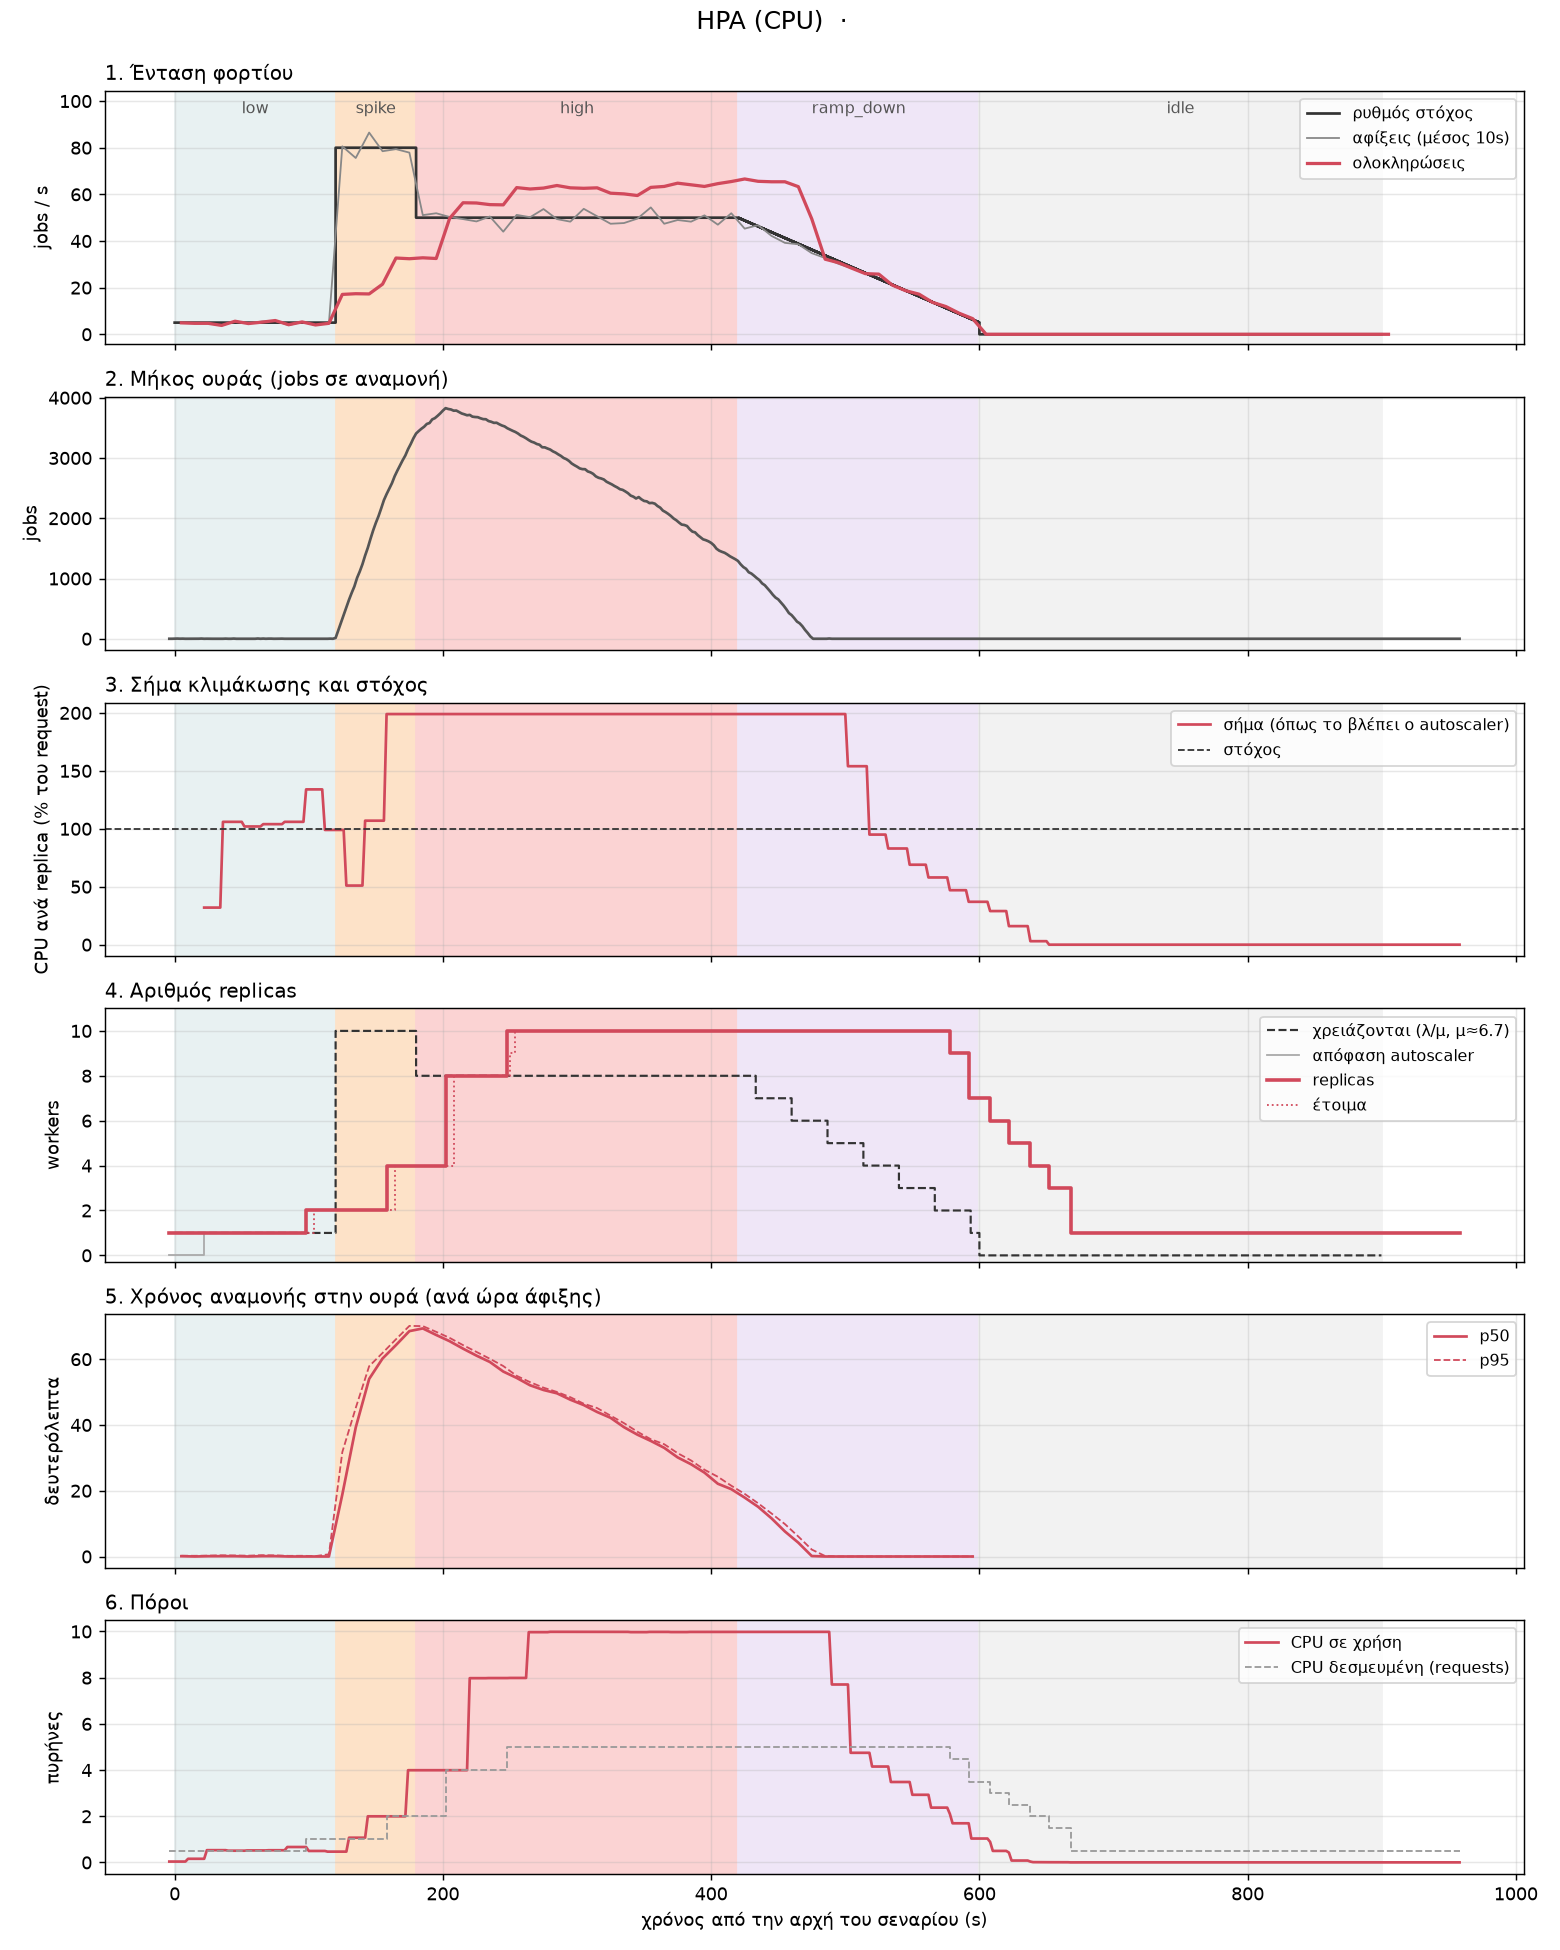 HPA (CPU)  ·
1. Ένταση φορτίου
jobs / s
100
80
60
40
20
0
low
spike
high
ramp_down
idle
ρυθμός στόχος
αφίξεις (μέσος 10s)
ολοκληρώσεις
2. Μήκος ουράς (jobs σε αναμονή)
jobs
4000
3000
2000
1000
0
3. Σήμα κλιμάκωσης και στόχος
CPU ανά replica (% του request)
200
150
100
50
0
σήμα (όπως το βλέπει ο autoscaler)
στόχος
4. Αριθμός replicas
workers
10
8
6
4
2
0
χρειάζονται (λ/μ, μ≈6.7)
απόφαση autoscaler
replicas
έτοιμα
5. Χρόνος αναμονής στην ουρά (ανά ώρα άφιξης)
δευτερόλεπτα
60
40
20
0
p50
p95
6. Πόροι
πυρήνες
10
8
6
4
2
0
CPU σε χρήση
CPU δεσμευμένη (requests)
0
200
400
600
800
1000
χρόνος από την αρχή του σεναρίου (s)